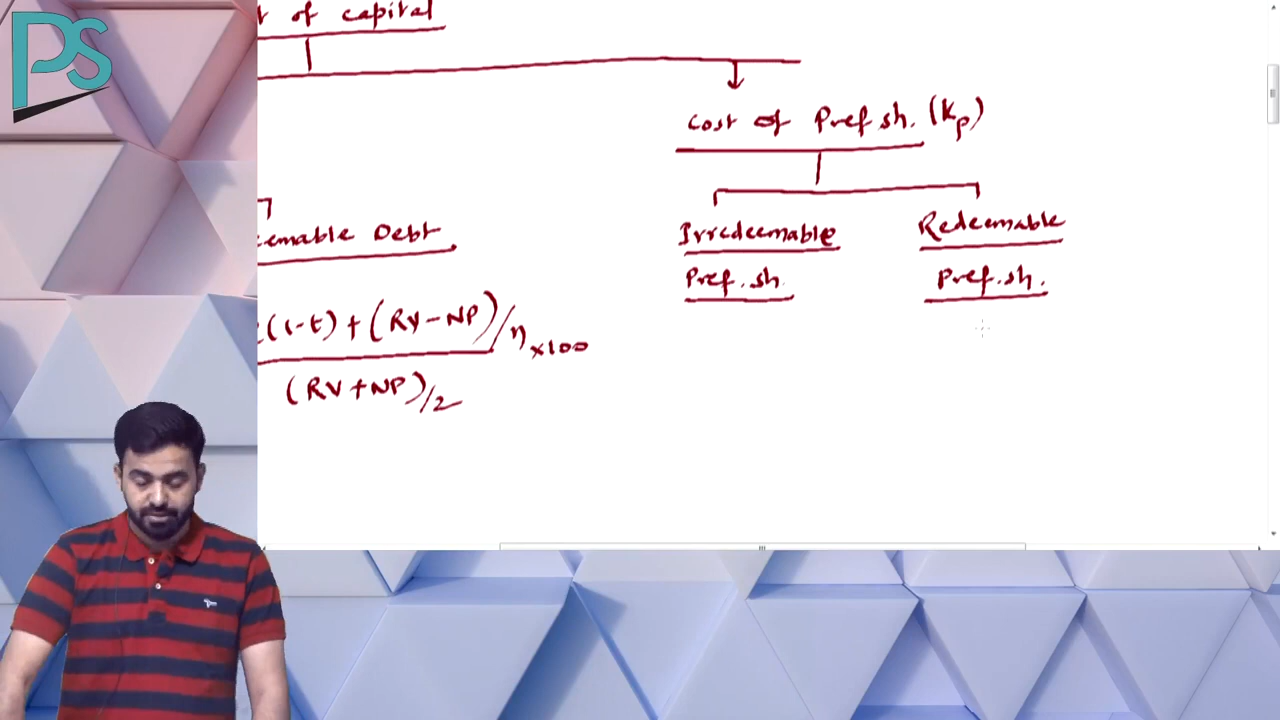 PS
t of capital
Cost of Pref sh. (Kp)
Irredeemable
Pref. sh.
Redeemable
Pref. sh.
emable Debt
(1-t) + (RV-NP)/n x100
(RV+NP)/2